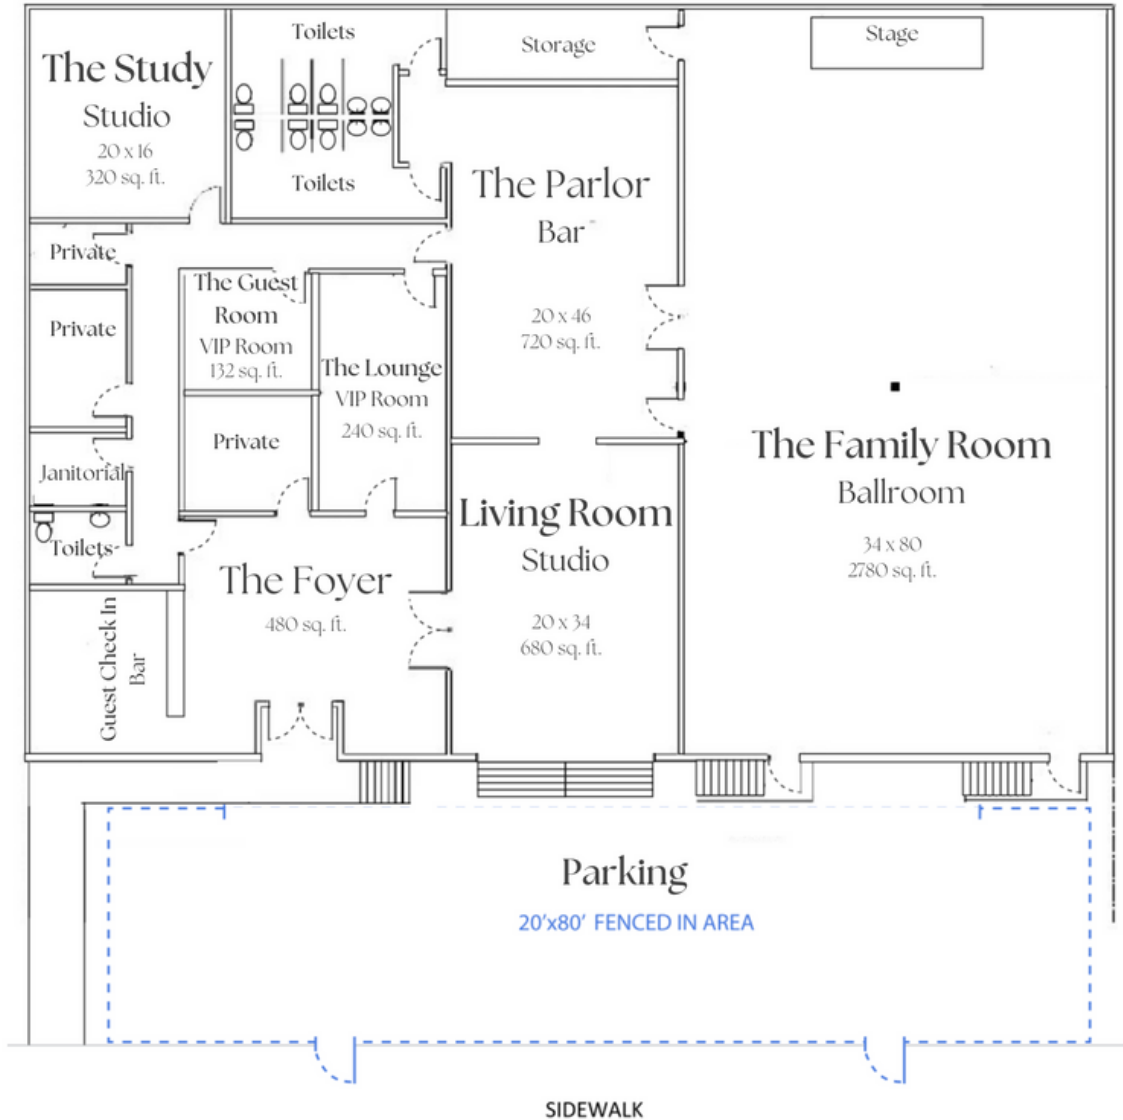 The Study
Studio
20 x 16
320 sq. ft.
Toilets
Toilets
Storage
Stage
The Parlor
Bar
20 x 46
720 sq. ft.
Private
Private
The Guest
Room
VIP Room
132 sq. ft.
The Lounge
VIP Room
240 sq. ft.
Private
Janitorial
Toilets
The Family Room
Ballroom
34 x 80
2780 sq. ft.
Living Room
Studio
20 x 34
680 sq. ft.
The Foyer
480 sq. ft.
Guest Check In
Bar
Parking
20'x80' FENCED IN AREA
SIDEWALK